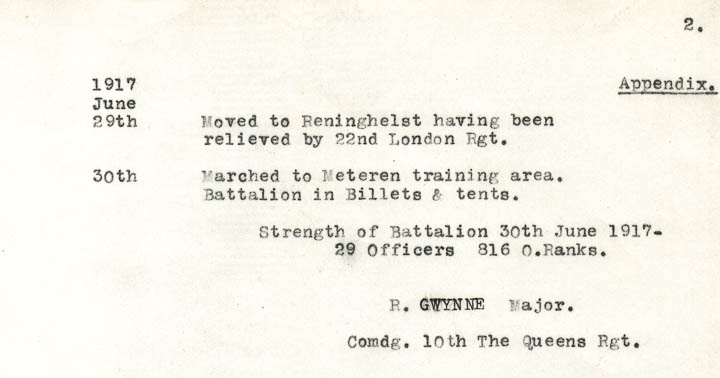 2.
1917 Appendix.
June
29th Moved to Reninghelst having been
relieved by 22nd London Rgt.
30th Marched to Meteren training area.
Battalion in Billets & tents.
Strength of Battalion 30th June 1917-
29 Officers 816 O.Ranks.
R. GWYNNE Major.
Comdg. 10th The Queens Rgt.